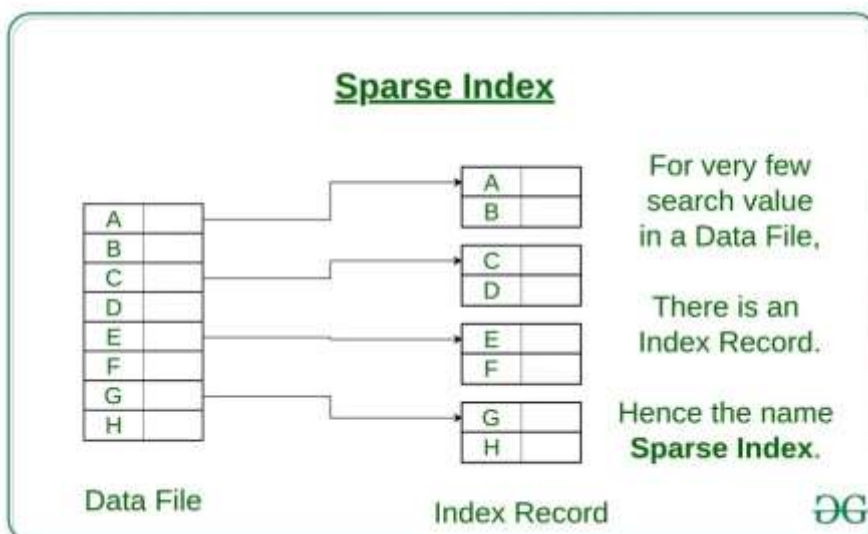 Sparse Index
A
B
C
D
E
F
G
H
Data File
A
B
C
D
E
F
G
H
Index Record
For very few
search value
in a Data File,
There is an
Index Record.
Hence the name
Sparse Index.